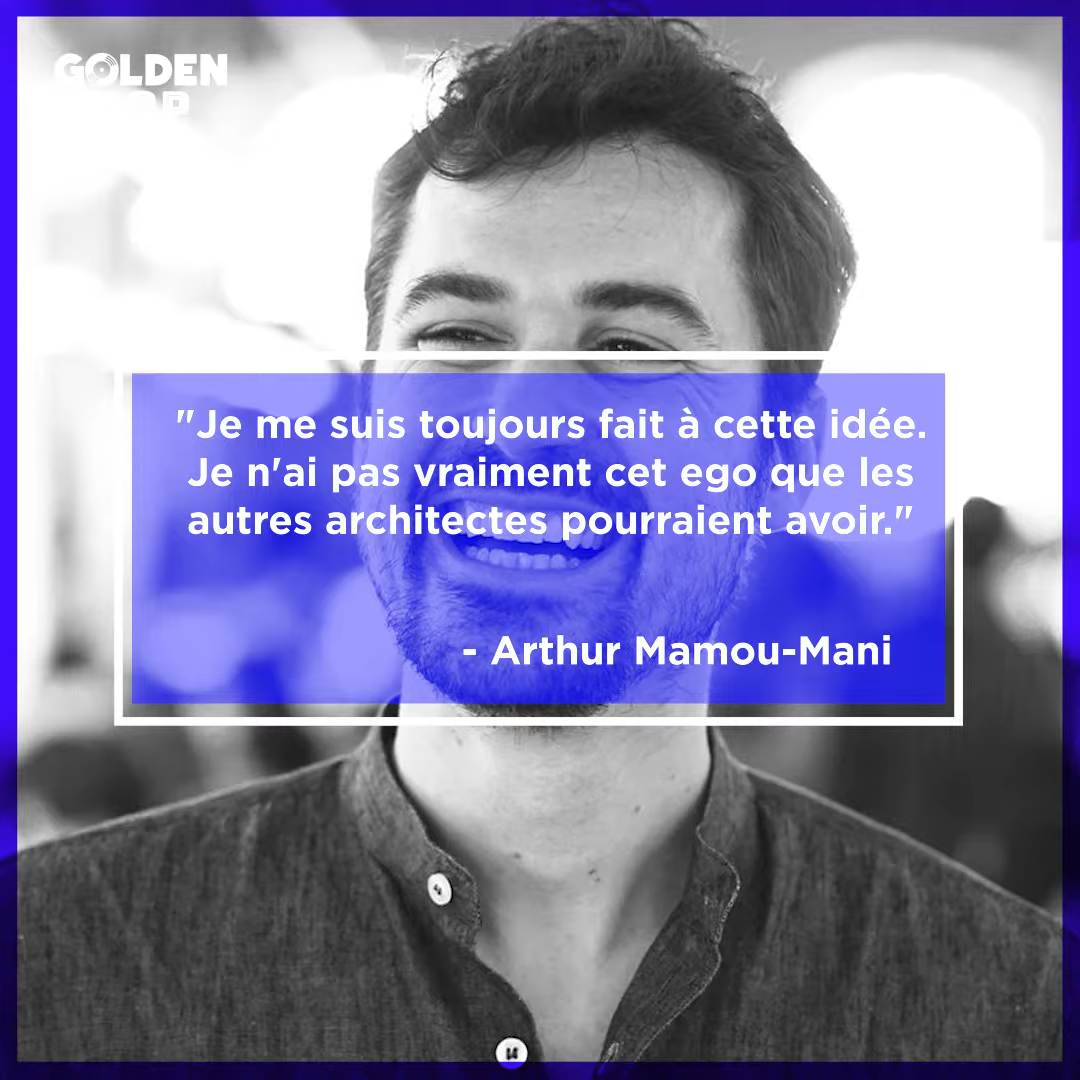 GOLDEN
"Je me suis toujours fait à cette idée.
Je n'ai pas vraiment cet ego que les
autres architectes pourraient avoir."
- Arthur Mamou-Mani